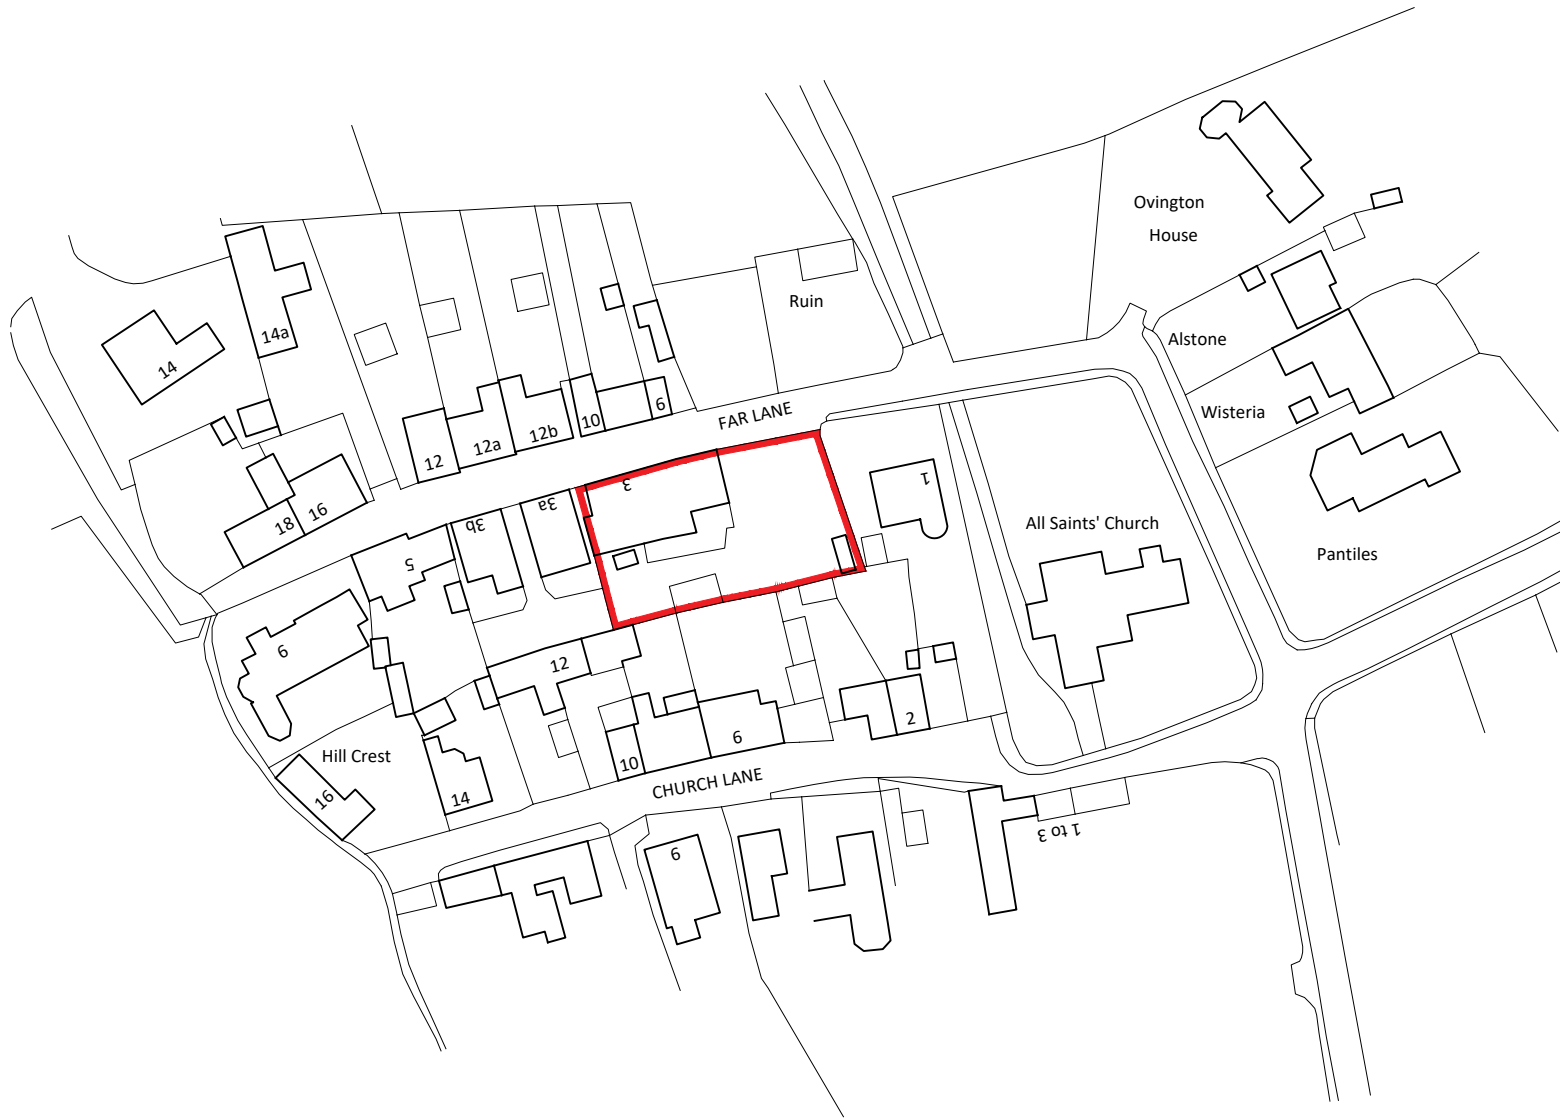 Ovington
House
Ruin
14a
14
Alstone
Wisteria
FAR LANE
6
10
12b
12a
12
16
18
3
1
3a
3b
5
All Saints' Church
Pantiles
6
12
2
6
10
Hill Crest
CHURCH LANE
16
14
1 to 3
9